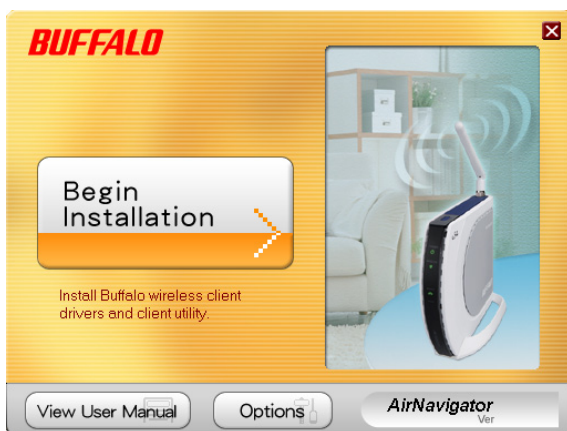 BUFFALO
Begin
Installation
Install Buffalo wireless client
drivers and client utility.
View User Manual
Options
AirNavigator
Ver